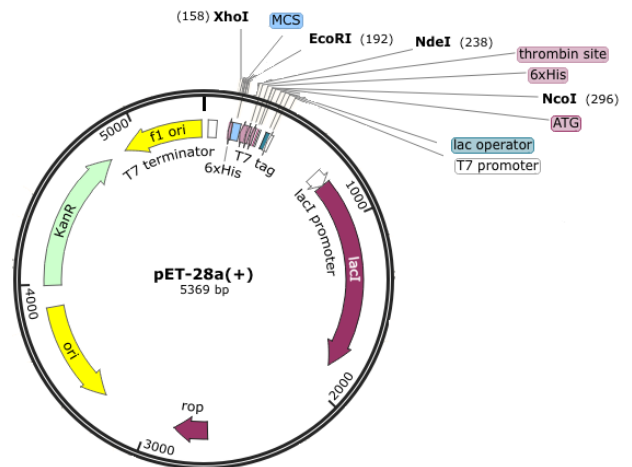 (158) XhoI
MCS
EcoRI (192)
NdeI (238)
thrombin site
6xHis
NcoI (296)
ATG
lac operator
T7 promoter
5000
f1 ori
T7 terminator
6xHis
T7 tag
1000
lacI promoter
lacI
KanR
pET-28a(+)
5369 bp
4000
ori
2000
rop
3000